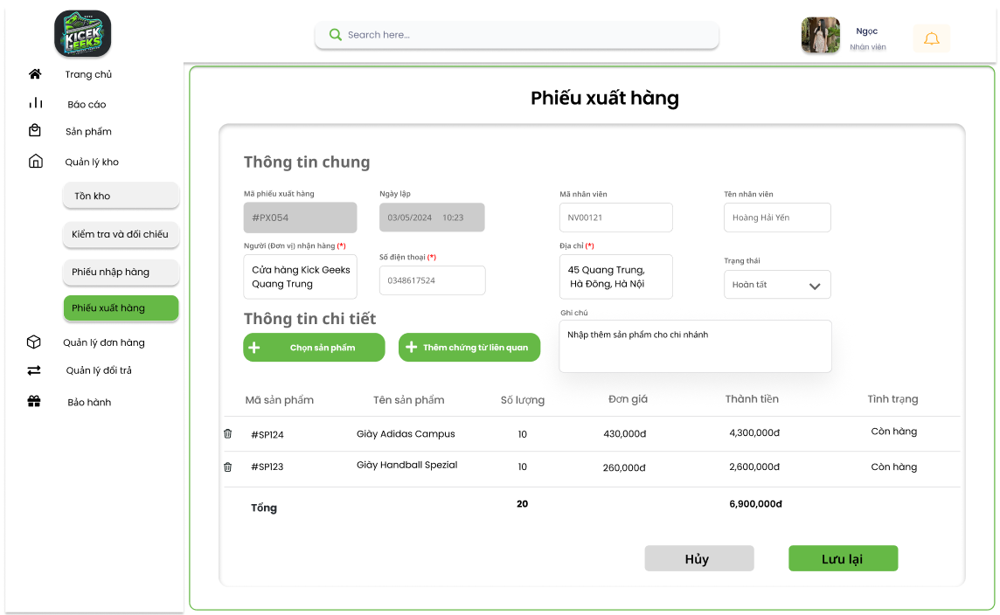 KICEK
GEEKS
Search here...
Ngọc
Nhân viên
Trang chủ
Báo cáo
Sản phẩm
Quản lý kho
Tồn kho
Kiểm tra và đối chiếu
Phiếu nhập hàng
Phiếu xuất hàng
Quản lý đơn hàng
Quản lý đổi trả
Bảo hành
Phiếu xuất hàng
Thông tin chung
Mã phiếu xuất hàng
Ngày lập
Mã nhân viên
Tên nhân viên
#PX054
03/05/2024 10:23
NV00121
Hoàng Hải Yến
Người (Đơn vị) nhận hàng (*)
Số điện thoại (*)
Địa chỉ (*)
Trạng thái
Cửa hàng Kick Geeks
Quang Trung
0348617524
45 Quang Trung,
Hà Đông, Hà Nội
Hoàn tất
Thông tin chi tiết
Ghi chú
Chọn sản phẩm
Thêm chứng từ liên quan
Nhập thêm sản phẩm cho chi nhánh
Mã sản phẩm Tên sản phẩm Số lượng Đơn giá Thành tiền Tình trạng
#SP124 Giày Adidas Campus 10 430,000đ 4,300,000đ Còn hàng
#SP123 Giày Handball Spezial 10 260,000đ 2,600,000đ Còn hàng
Tổng 20 6,900,000đ
Hủy
Lưu lại